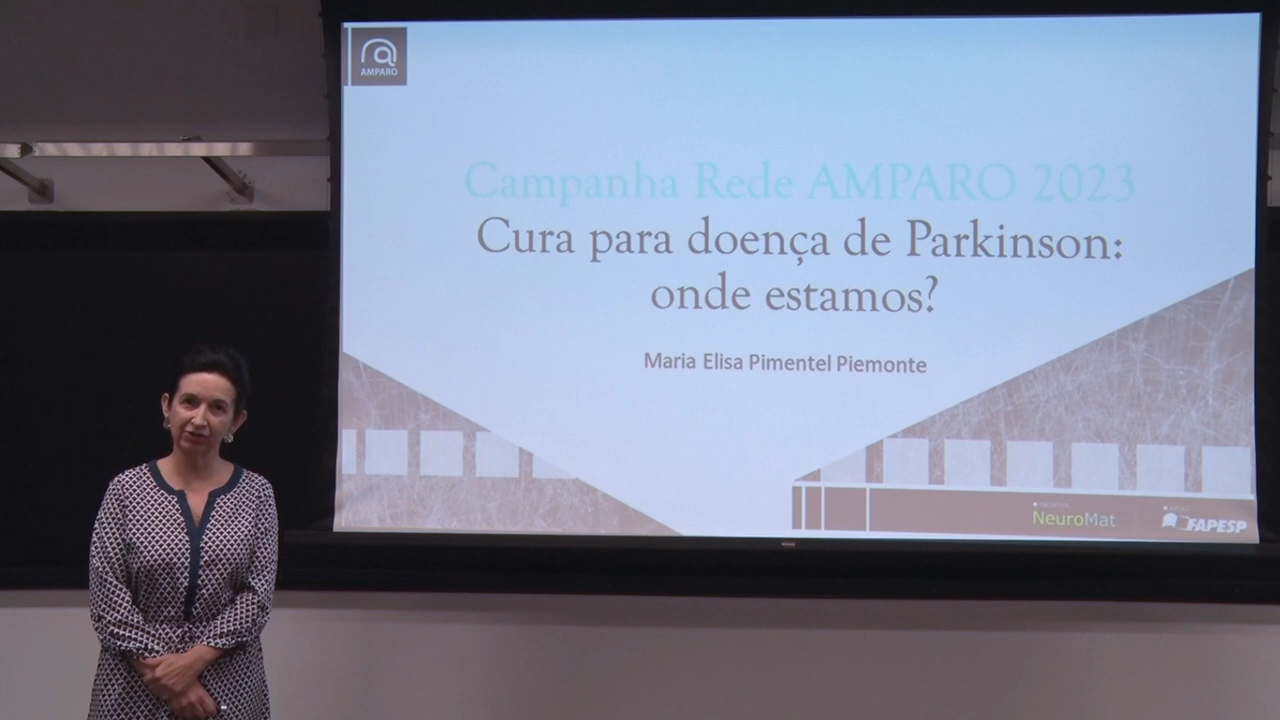 AMPARO
Campanha Rede AMPARO 2023
Cura para doença de Parkinson:
onde estamos?
Maria Elisa Pimentel Piemonte
NeuroMat
FAPESP